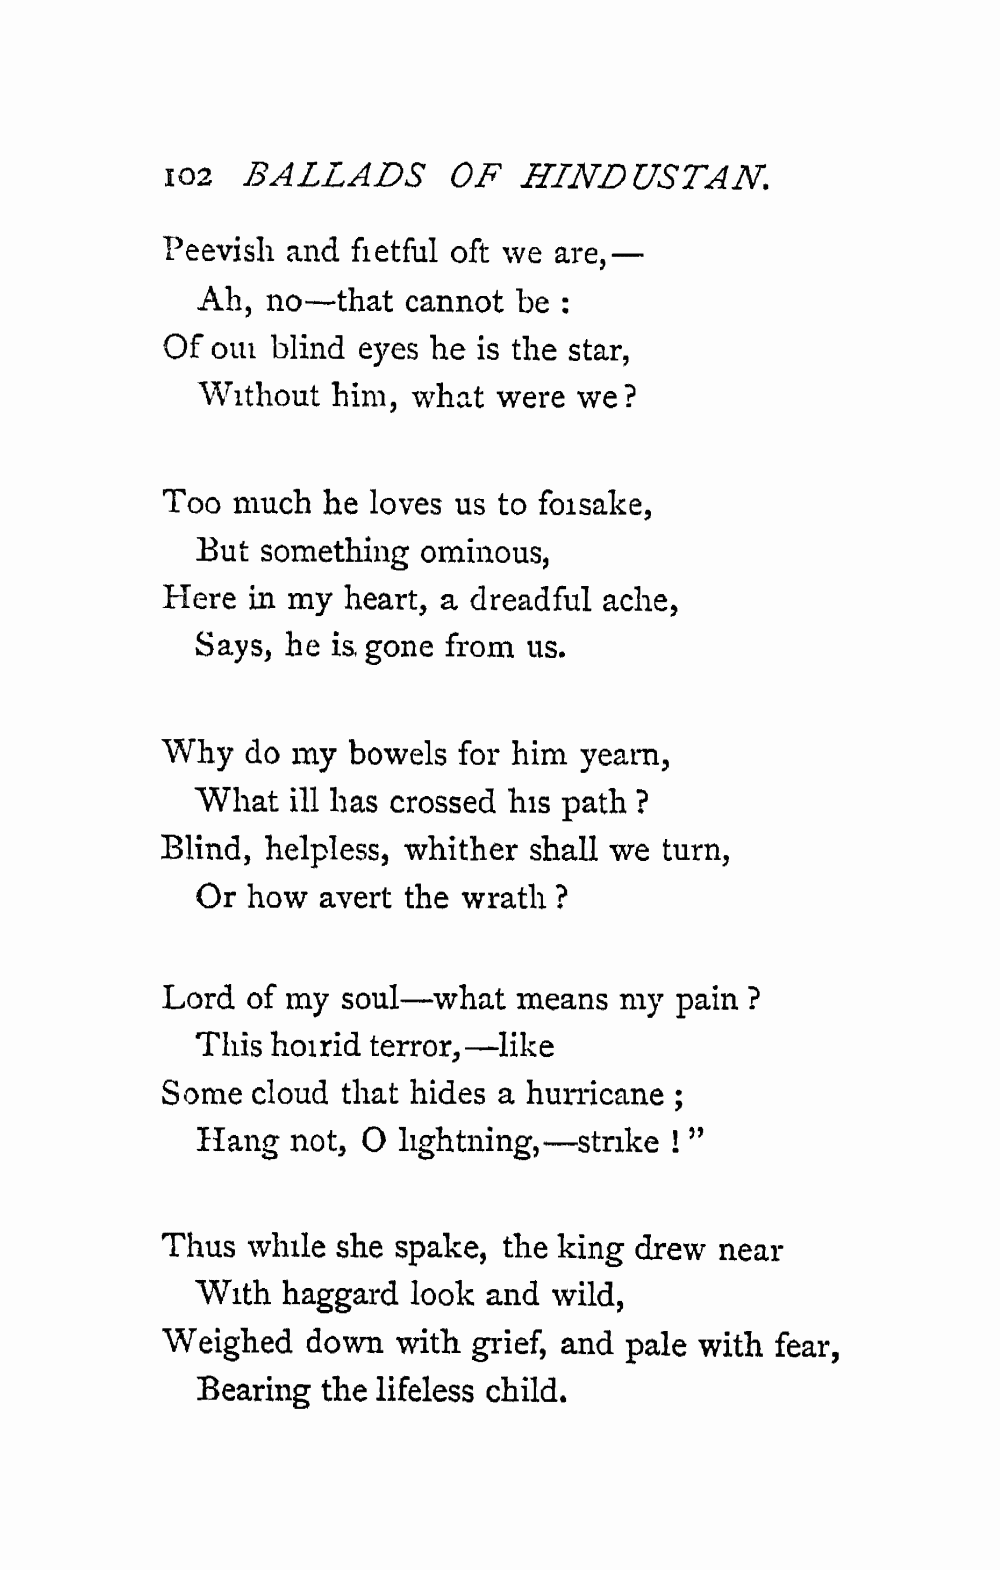 102 BALLADS OF HINDUSTAN.
Peevish and fretful oft we are,—
Ah, no—that cannot be :
Of our blind eyes he is the star,
Without him, what were we?
Too much he loves us to forsake,
But something ominous,
Here in my heart, a dreadful ache,
Says, he is gone from us.
Why do my bowels for him yearn,
What ill has crossed his path ?
Blind, helpless, whither shall we turn,
Or how avert the wrath ?
Lord of my soul—what means my pain ?
This horrid terror,—like
Some cloud that hides a hurricane ;
Hang not, O lightning,—strike ! ”
Thus while she spake, the king drew near
With haggard look and wild,
Weighed down with grief, and pale with fear,
Bearing the lifeless child.